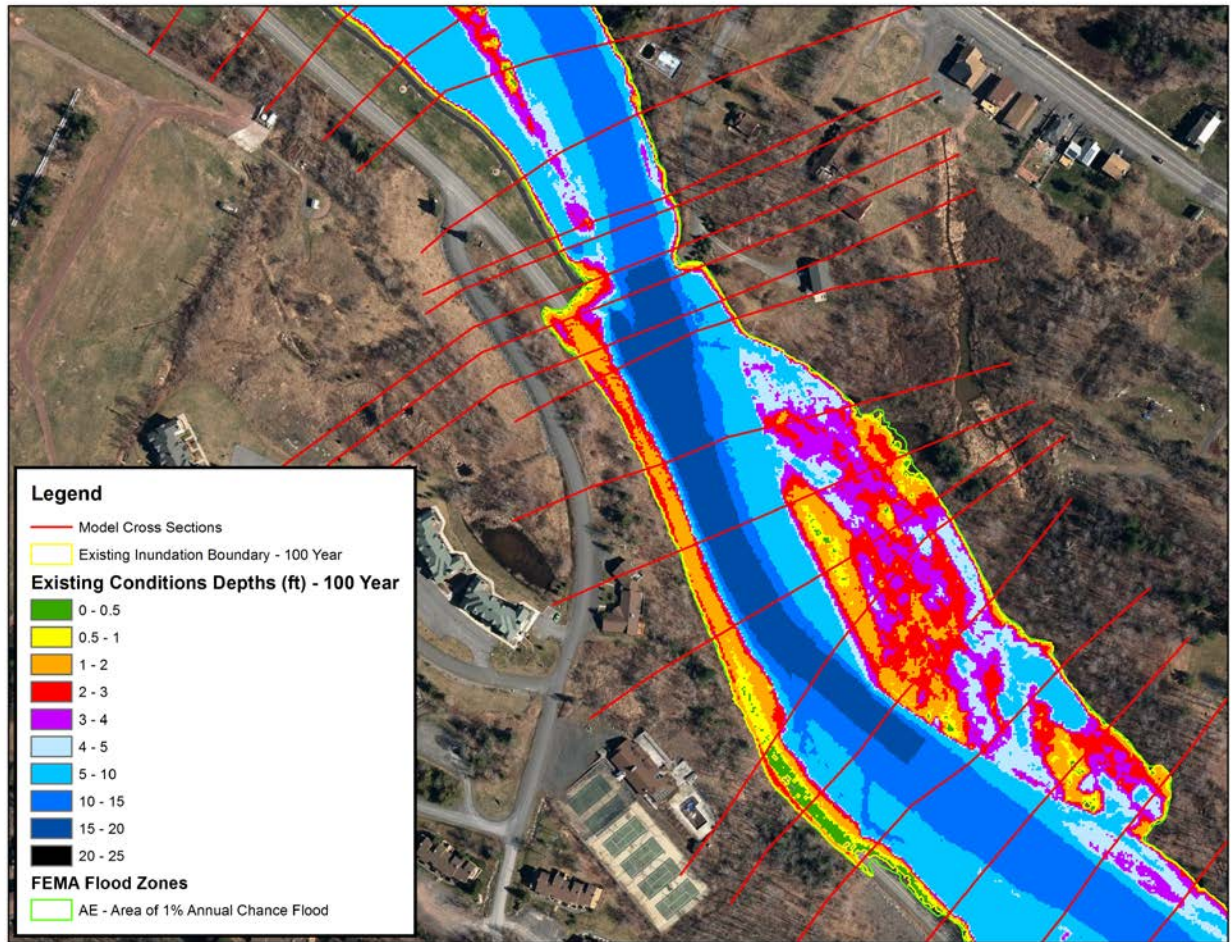 Legend
Model Cross Sections
Existing Inundation Boundary - 100 Year
Existing Conditions Depths (ft) - 100 Year
0 - 0.5
0.5 - 1
1 - 2
2 - 3
3 - 4
4 - 5
5 - 10
10 - 15
15 - 20
20 - 25
FEMA Flood Zones
AE - Area of 1% Annual Chance Flood